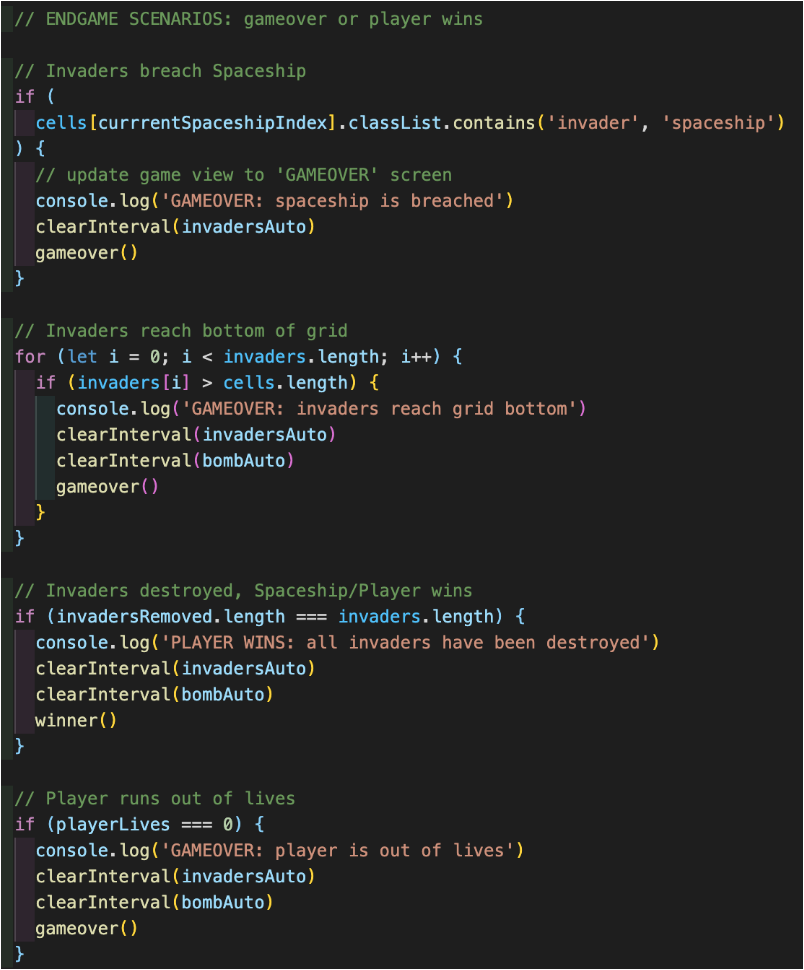 // ENDGAME SCENARIOS: gameover or player wins
// Invaders breach Spaceship
if (
cells[currrentSpaceshipIndex].classList.contains('invader', 'spaceship')
) {
// update game view to 'GAMEOVER' screen
console.log('GAMEOVER: spaceship is breached')
clearInterval(invadersAuto)
gameover()
}
// Invaders reach bottom of grid
for (let i = 0; i < invaders.length; i++) {
if (invaders[i] > cells.length) {
console.log('GAMEOVER: invaders reach grid bottom')
clearInterval(invadersAuto)
clearInterval(bombAuto)
gameover()
}
}
// Invaders destroyed, Spaceship/Player wins
if (invadersRemoved.length === invaders.length) {
console.log('PLAYER WINS: all invaders have been destroyed')
clearInterval(invadersAuto)
clearInterval(bombAuto)
winner()
}
// Player runs out of lives
if (playerLives === 0) {
console.log('GAMEOVER: player is out of lives')
clearInterval(invadersAuto)
clearInterval(bombAuto)
gameover()
}